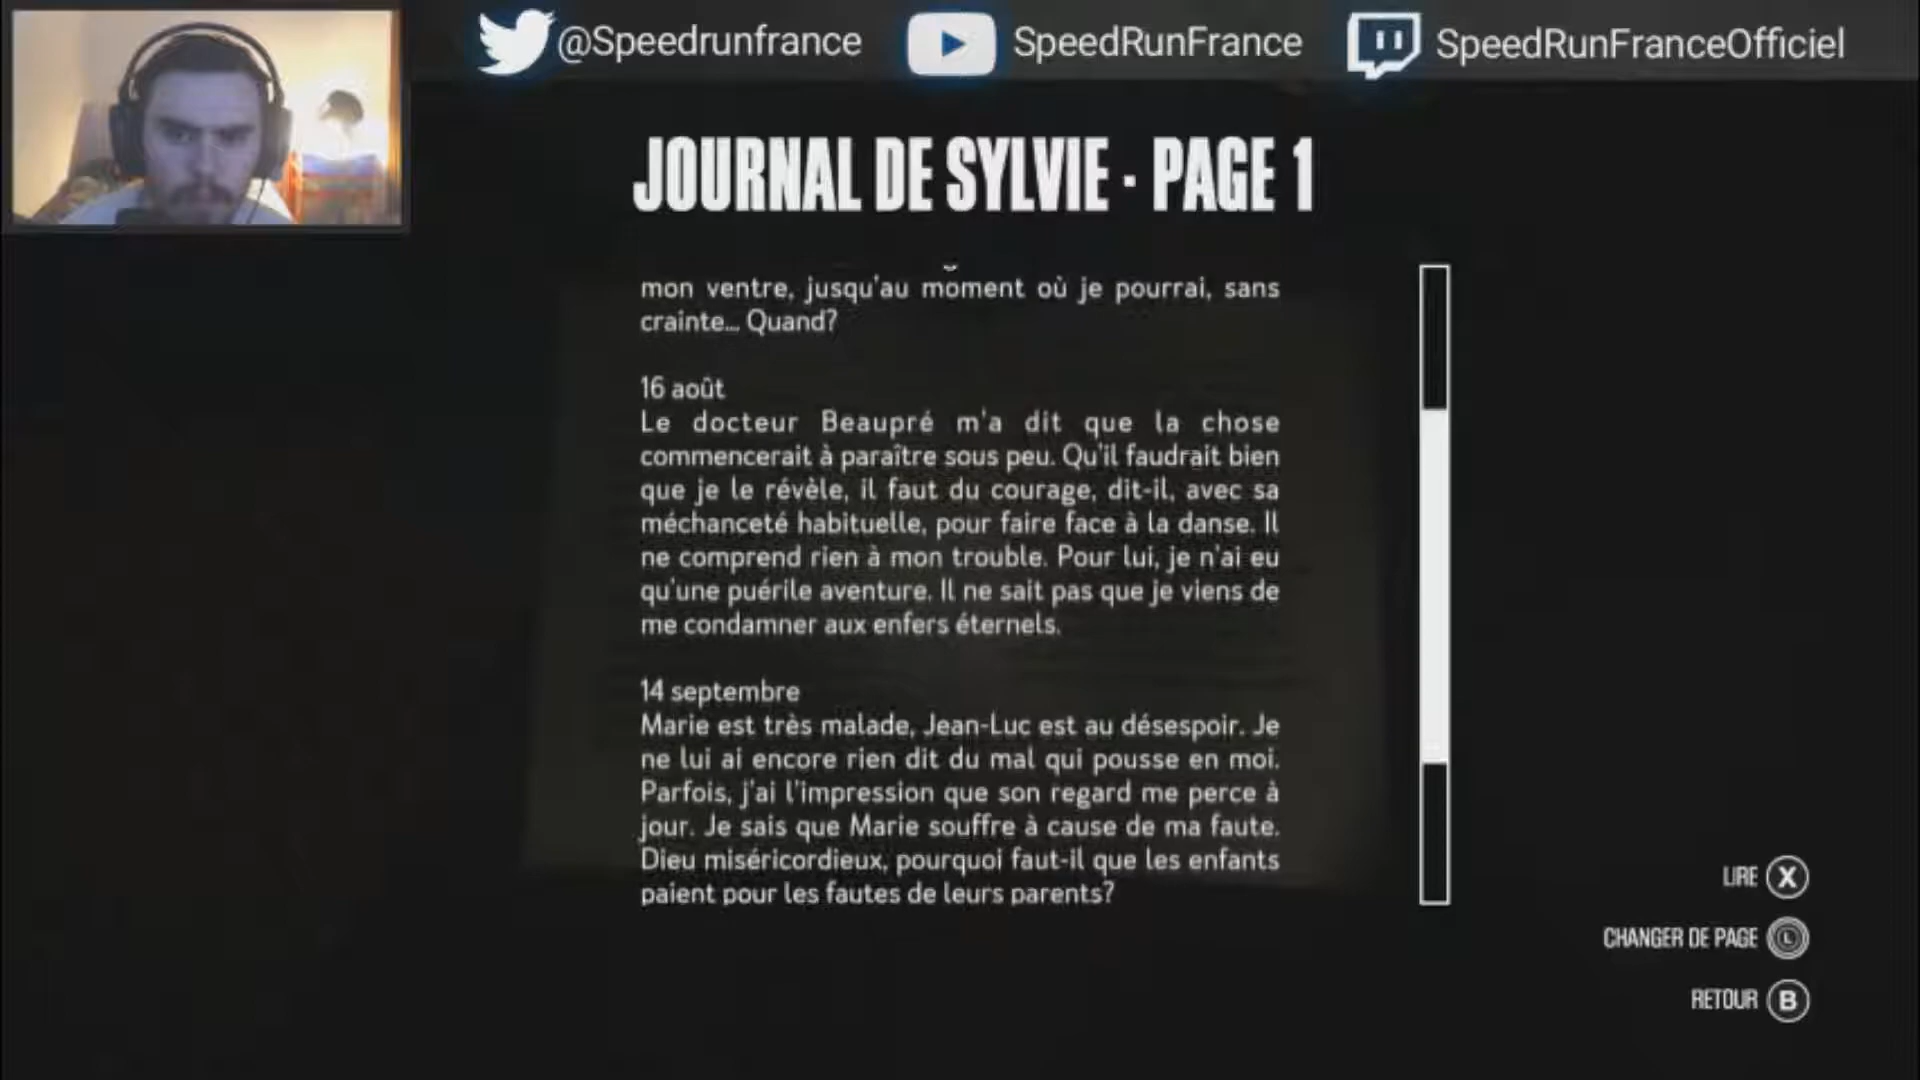 @Speedrunfrance SpeedRunFrance SpeedRunFranceOfficiel
JOURNAL DE SYLVIE · PAGE 1
mon ventre, jusqu'au moment où je pourrai, sans
crainte... Quand?
16 août
Le docteur Beaupré m'a dit que la chose
commencerait à paraître sous peu. Qu'il faudrait bien
que je le révèle, il faut du courage, dit-il, avec sa
méchanceté habituelle, pour faire face à la danse. Il
ne comprend rien à mon trouble. Pour lui, je n'ai eu
qu'une puérile aventure. Il ne sait pas que je viens de
me condamner aux enfers éternels.
14 septembre
Marie est très malade, Jean-Luc est au désespoir. Je
ne lui ai encore rien dit du mal qui pousse en moi.
Parfois, j'ai l'impression que son regard me perce à
jour. Je sais que Marie souffre à cause de ma faute.
Dieu miséricordieux, pourquoi faut-il que les enfants
paient pour les fautes de leurs parents?
LIRE X
CHANGER DE PAGE L
RETOUR B